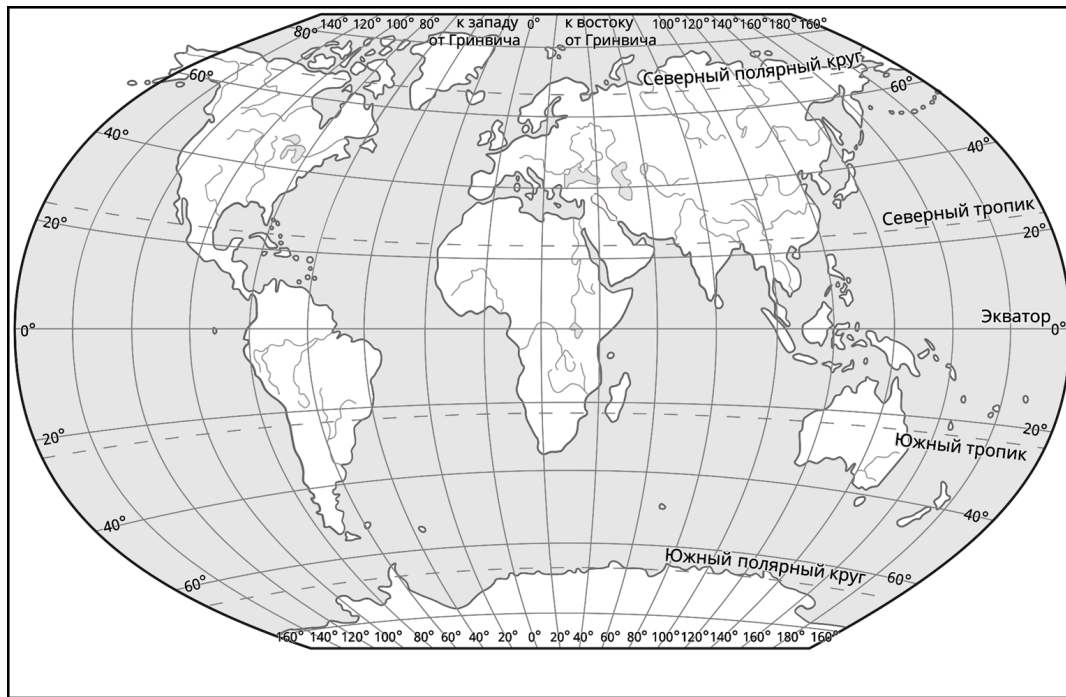 140° 120° 100° 80° к западу 0° к востоку 100° 120° 140° 160°
от Гринвича от Гринвича
80°
Северный полярный круг
60° 60°
40° 40°
Северный тропик
20° 20°
Экватор
0° 0°
20° 20°
Южный тропик
40° 40°
Южный полярный круг
60° 60°
160° 140° 120° 100° 80° 60° 40° 20° 0° 20° 40° 60° 80° 100° 120° 140° 160° 180° 160°